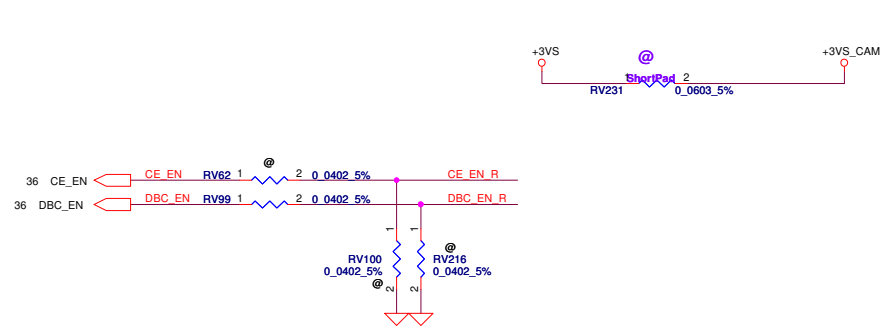 @
+3VS
+3VS_CAM
1 ShortPad 2
RV231 0_0603_5%
@
36 CE_EN CE_EN RV62 1 2 0_0402_5% CE_EN_R
@
36 DBC_EN DBC_EN RV99 1 2 0_0402_5% DBC_EN_R
1 1
@
RV100 RV216
0_0402_5% 0_0402_5%
@ 2 2